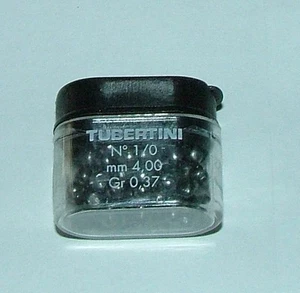 TUBERTINI
N° 1/0
mm 4,00
Gr 0,37